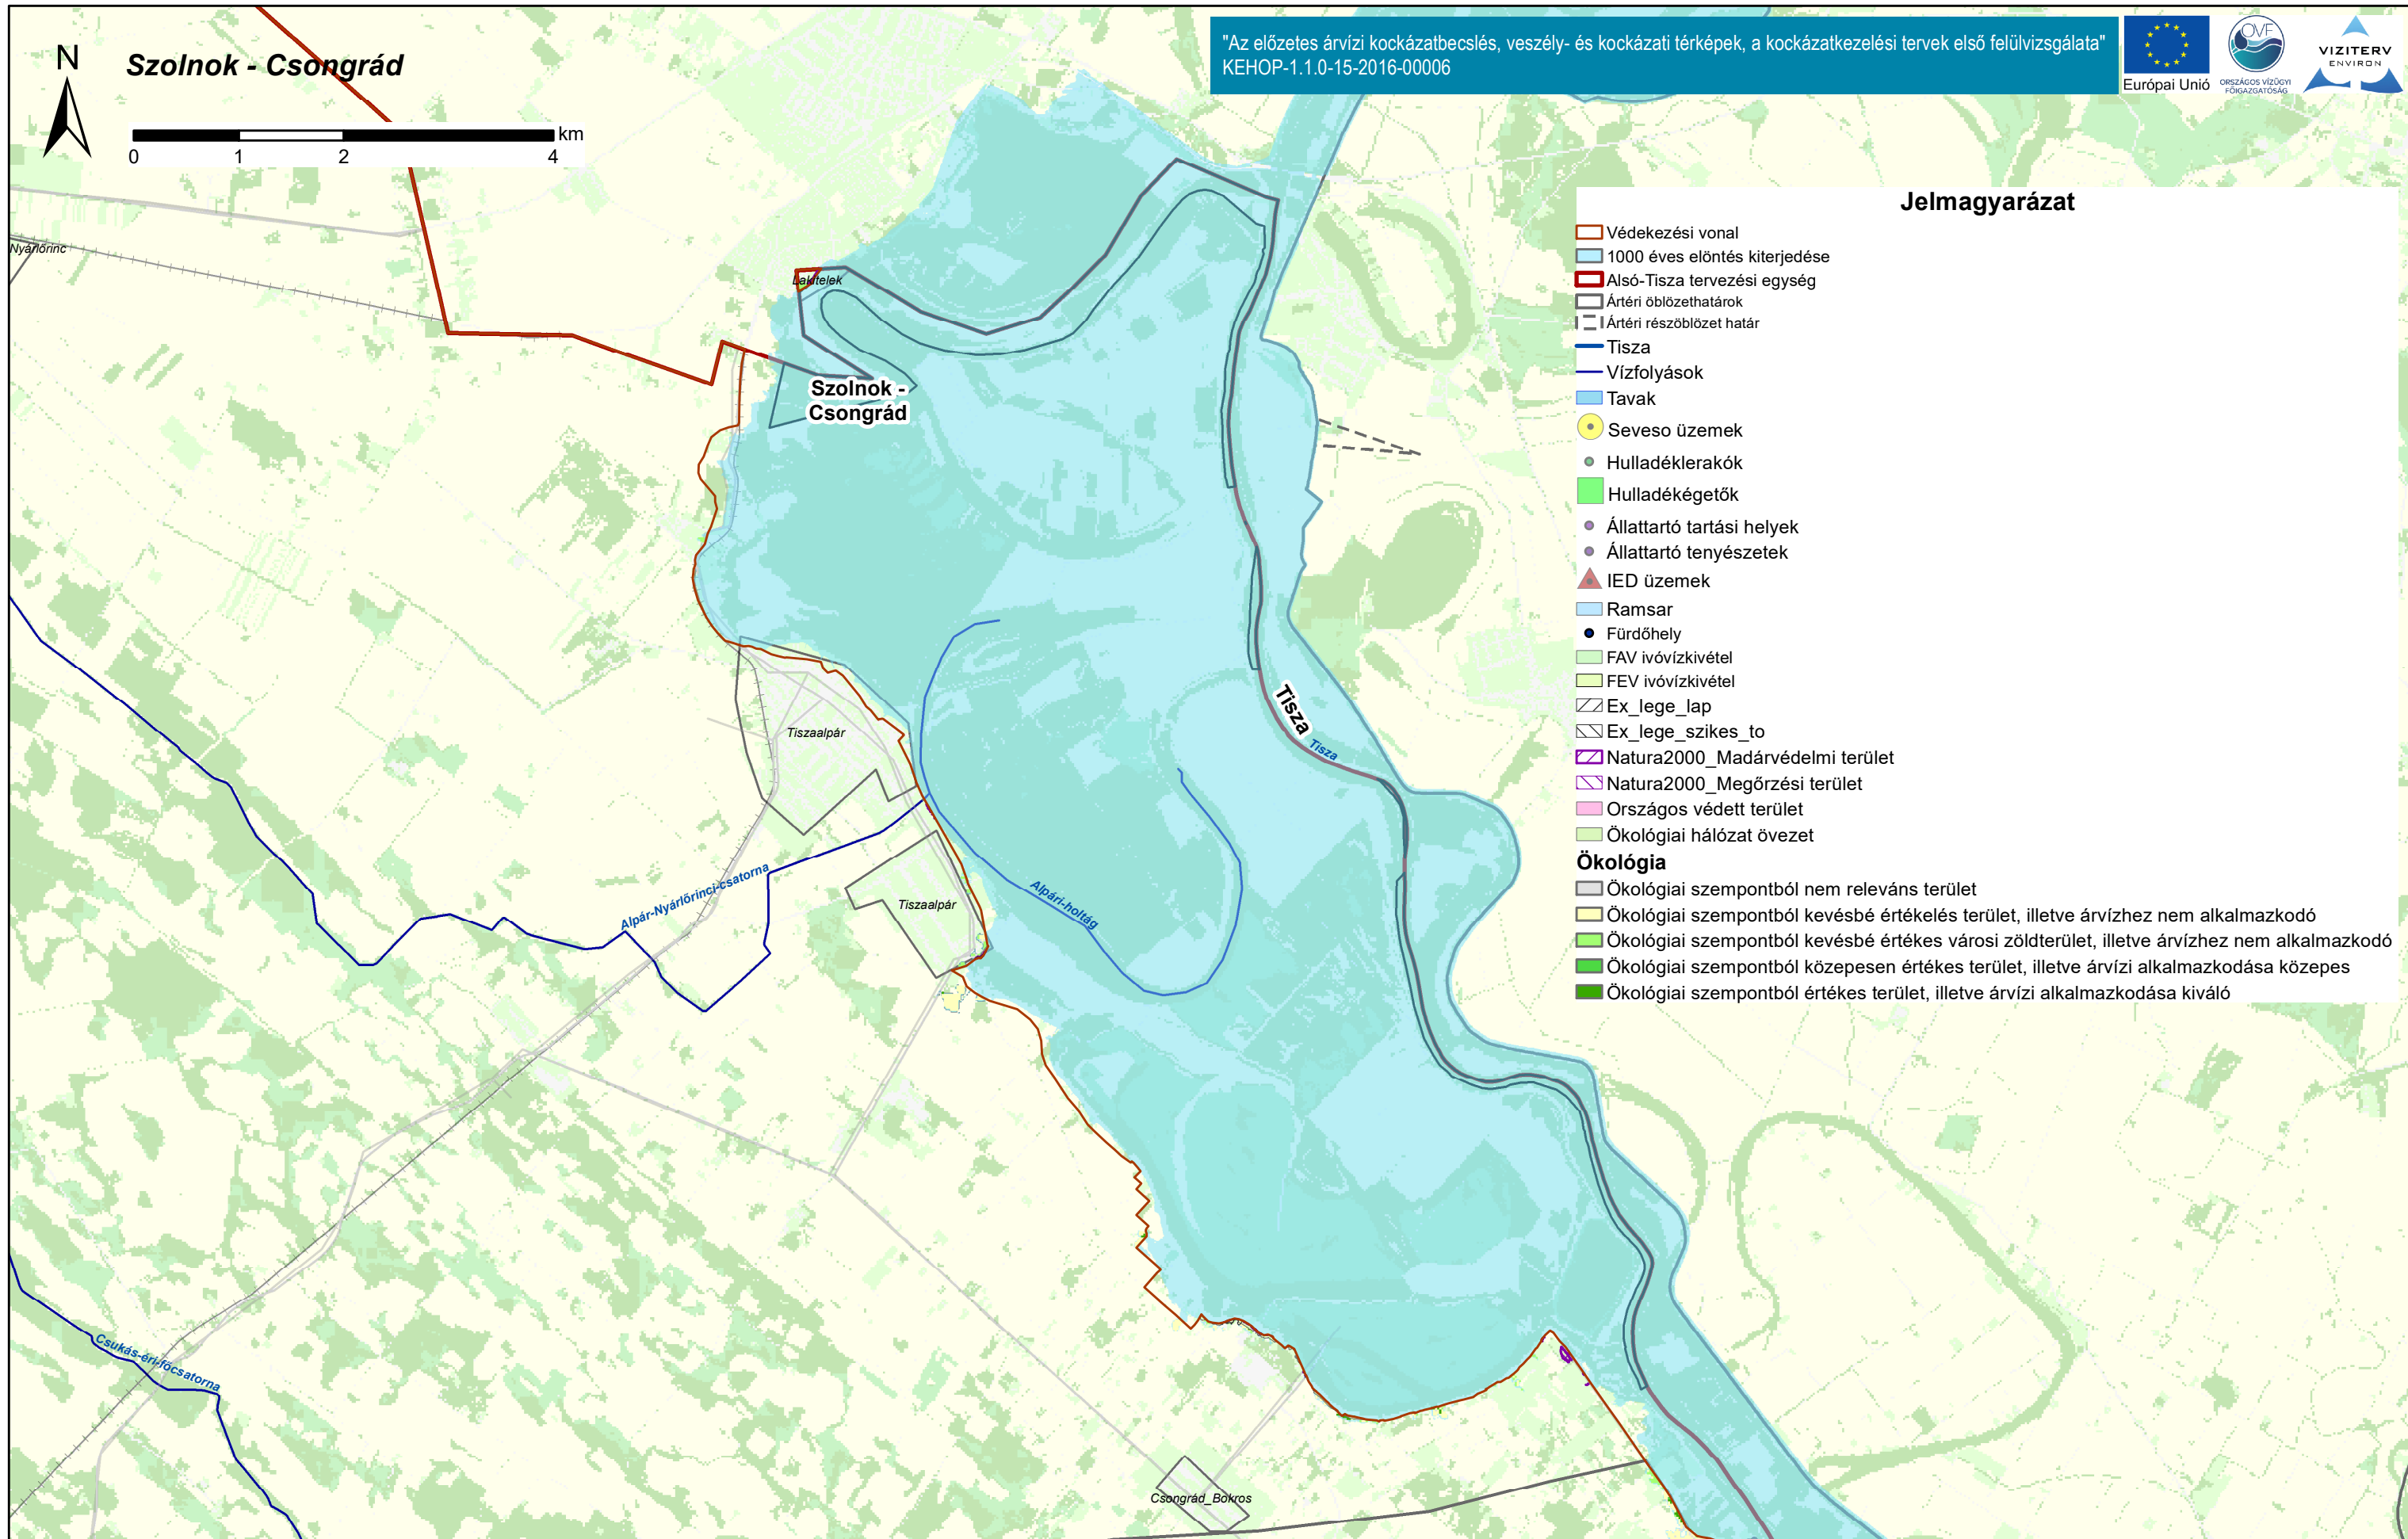 N
Szolnok - Csongrád
km
0 1 2 4
"Az előzetes árvízi kockázatbecslés, veszély- és kockázati térképek, a kockázatkezelési tervek első felülvizsgálata"
KEHOP-1.1.0-15-2016-00006
Európai Unió
OVF
ORSZÁGOS VÍZÜGYI
FŐIGAZGATÓSÁG
VIZITERV
ENVIRON
Jelmagyarázat
Védekezési vonal
1000 éves elöntés kiterjedése
Alsó-Tisza tervezési egység
Ártéri öblözethatárok
Ártéri részöblözet határ
Tisza
Vízfolyások
Tavak
Seveso üzemek
Hulladéklerakók
Hulladékégetők
Állattartó tartási helyek
Állattartó tenyészetek
IED üzemek
Ramsar
Fürdőhely
FAV ivóvízkivétel
FEV ivóvízkivétel
Ex_lege_lap
Ex_lege_szikes_to
Natura2000_Madárvédelmi terület
Natura2000_Megőrzési terület
Országos védett terület
Ökológiai hálózat övezet
Ökológia
Ökológiai szempontból nem releváns terület
Ökológiai szempontból kevésbé értékelés terület, illetve árvízhez nem alkalmazkodó
Ökológiai szempontból kevésbé értékes városi zöldterület, illetve árvízhez nem alkalmazkodó
Ökológiai szempontból közepesen értékes terület, illetve árvízi alkalmazkodása közepes
Ökológiai szempontból értékes terület, illetve árvízi alkalmazkodása kiváló
Nyárlőrinc
Lakitelek
Szolnok -
Csongrád
Tisza
Tisza
Tiszaalpár
Alpár-Nyárlőrinci-csatorna
Tiszaalpár
Alpári-holtág
Csukás-éri-főcsatorna
Csongrád_Bokros